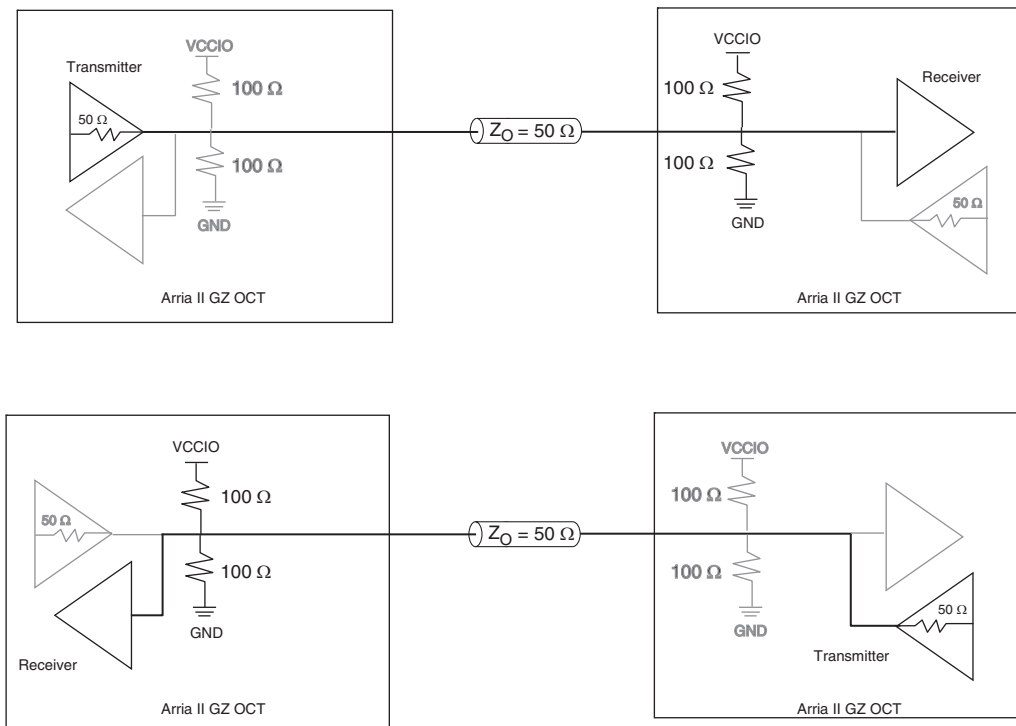 VCCIO
Transmitter
100 Ω
50 Ω
100 Ω
GND
Arria II GZ OCT
Z_O = 50 Ω
VCCIO
100 Ω
100 Ω
GND
Receiver
50 Ω
Arria II GZ OCT
VCCIO
50 Ω
100 Ω
100 Ω
GND
Receiver
Arria II GZ OCT
Z_O = 50 Ω
VCCIO
100 Ω
100 Ω
GND
50 Ω
Transmitter
Arria II GZ OCT